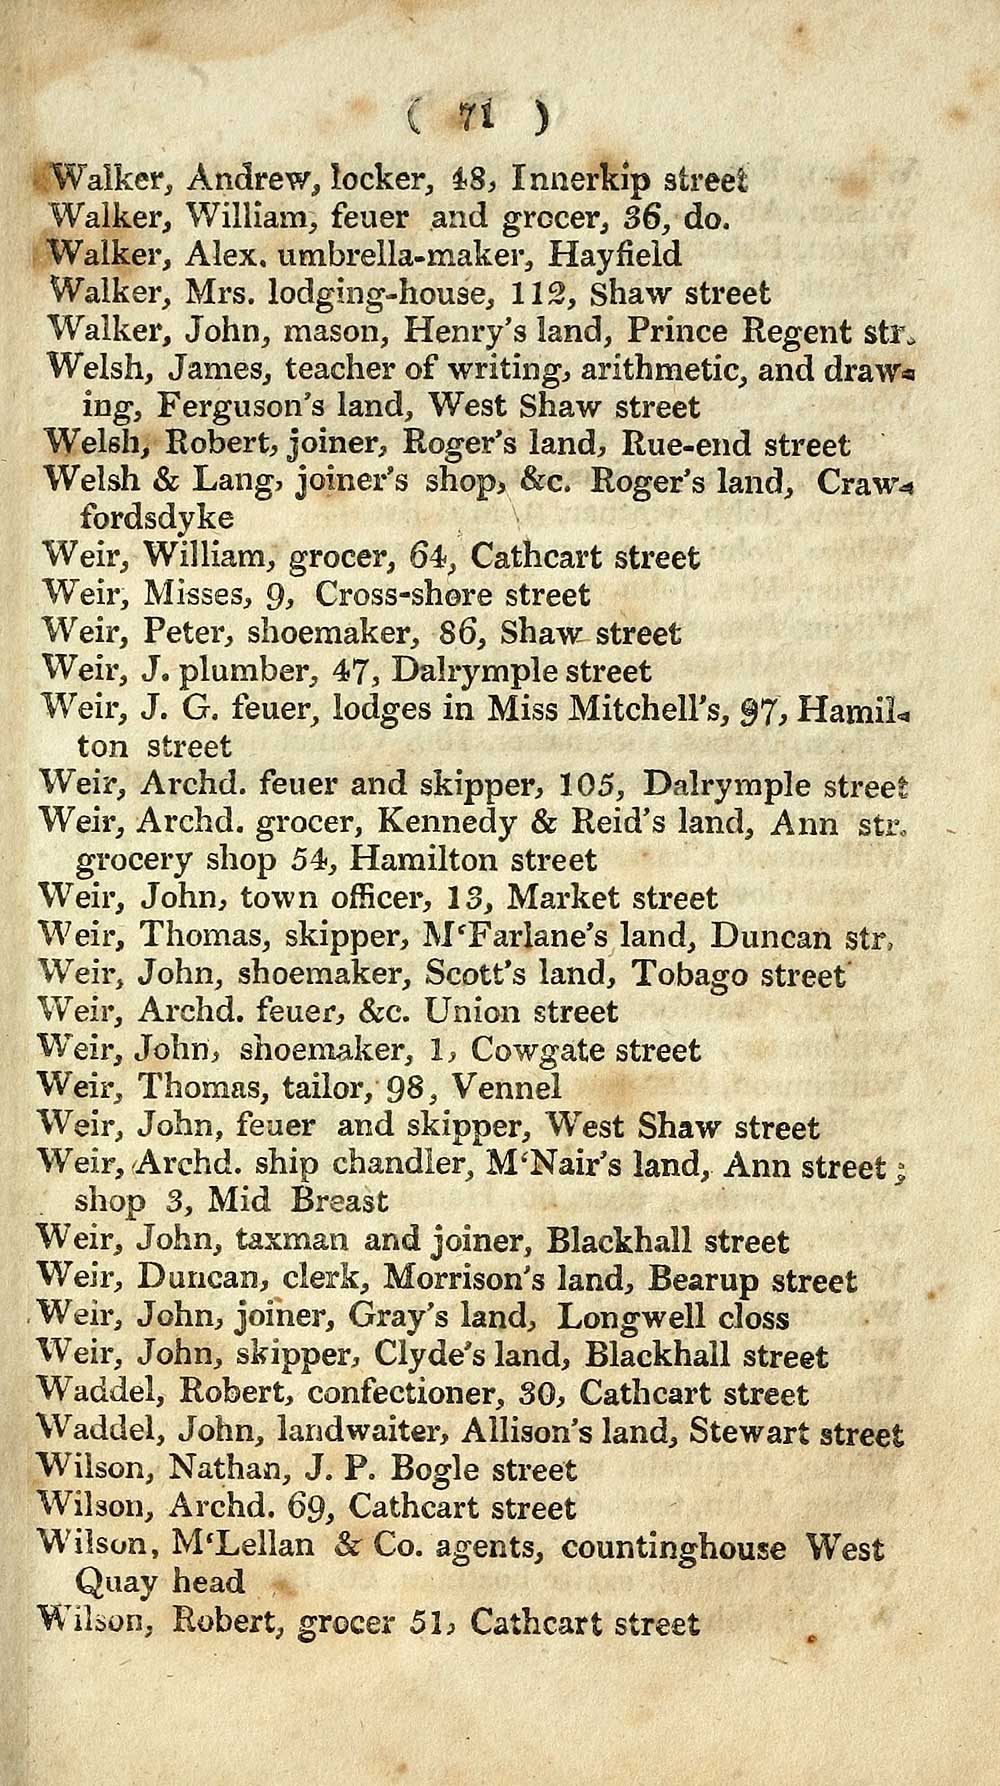 ( 71 )
Walker, Andrew, locker, 48, Innerkip street
Walker, William, feuer and grocer, 36, do.
Walker, Alex. umbrella-maker, Hayfield
Walker, Mrs. lodging-house, 112, Shaw street
Walker, John, mason, Henry's land, Prince Regent str.
Welsh, James, teacher of writing, arithmetic, and draw-
ing, Ferguson's land, West Shaw street
Welsh, Robert, joiner, Roger's land, Rue-end street
Welsh & Lang, joiner's shop, &c. Roger's land, Craw-
fordsdyke
Weir, William, grocer, 64, Cathcart street
Weir, Misses, 9, Cross-shore street
Weir, Peter, shoemaker, 86, Shaw street
Weir, J. plumber, 47, Dalrymple street
Weir, J. G. feuer, lodges in Miss Mitchell's, 97, Hamil-
ton street
Weir, Archd. feuer and skipper, 105, Dalrymple street
Weir, Archd. grocer, Kennedy & Reid's land, Ann str.
grocery shop 54, Hamilton street
Weir, John, town officer, 13, Market street
Weir, Thomas, skipper, M‘Farlane's land, Duncan str.
Weir, John, shoemaker, Scott's land, Tobago street
Weir, Archd. feuer, &c. Union street
Weir, John, shoemaker, 1, Cowgate street
Weir, Thomas, tailor, 98, Vennel
Weir, John, feuer and skipper, West Shaw street
Weir, Archd. ship chandler, M‘Nair's land, Ann street;
shop 3, Mid Breast
Weir, John, taxman and joiner, Blackhall street
Weir, Duncan, clerk, Morrison's land, Bearup street
Weir, John, joiner, Gray's land, Longwell closs
Weir, John, skipper, Clyde's land, Blackhall street
Waddel, Robert, confectioner, 30, Cathcart street
Waddel, John, landwaiter, Allison's land, Stewart street
Wilson, Nathan, J. P. Bogle street
Wilson, Archd. 69, Cathcart street
Wilson, M‘Lellan & Co. agents, countinghouse West
Quay head
Wilson, Robert, grocer 51, Cathcart street